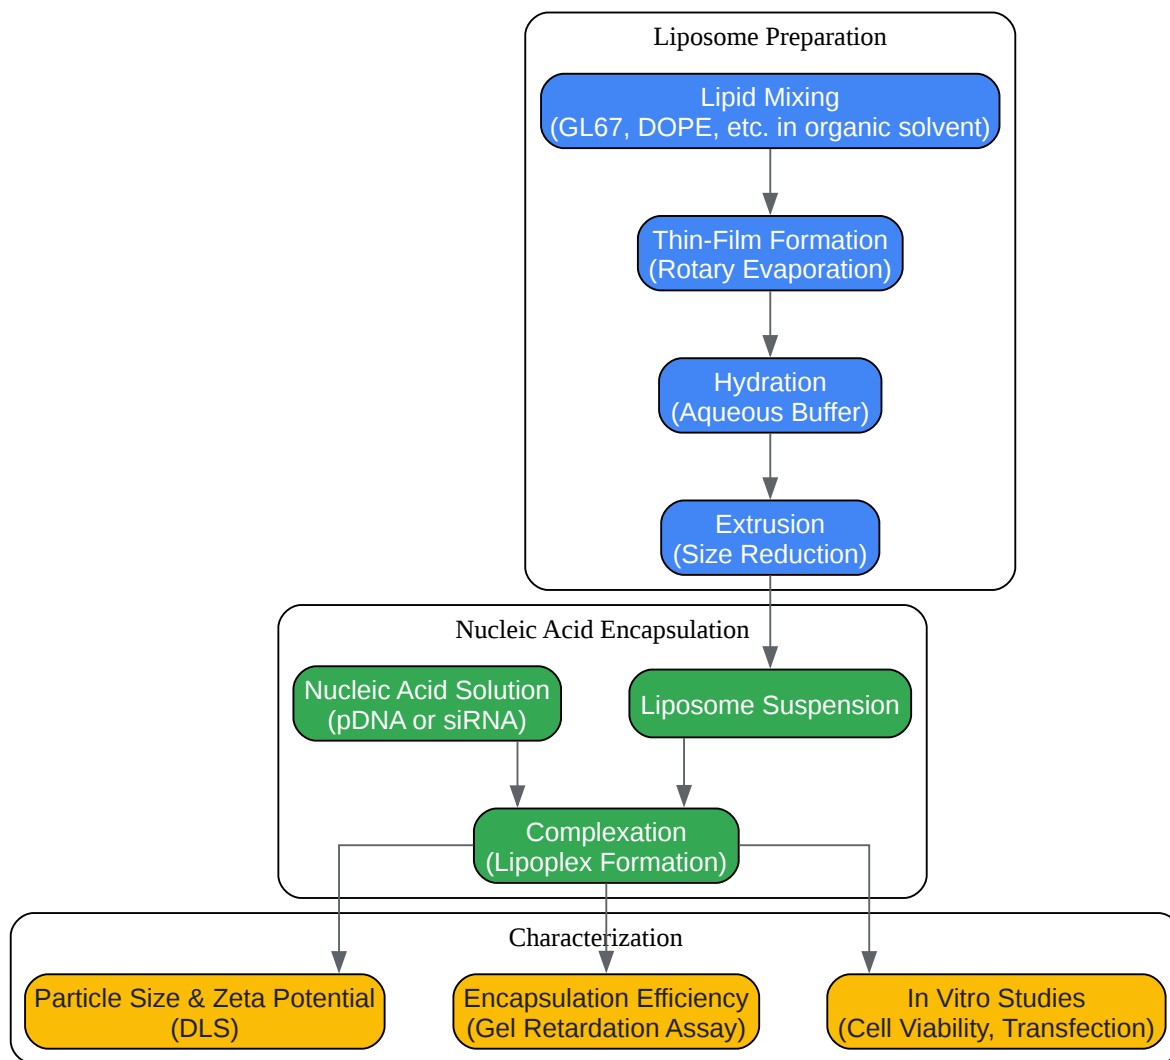 Liposome Preparation
Lipid Mixing
(GL67, DOPE, etc. in organic solvent)
Thin-Film Formation
(Rotary Evaporation)
Hydration
(Aqueous Buffer)
Extrusion
(Size Reduction)
Nucleic Acid Encapsulation
Nucleic Acid Solution
(pDNA or siRNA)
Liposome Suspension
Complexation
(Lipoplex Formation)
Characterization
Particle Size & Zeta Potential
(DLS)
Encapsulation Efficiency
(Gel Retardation Assay)
In Vitro Studies
(Cell Viability, Transfection)